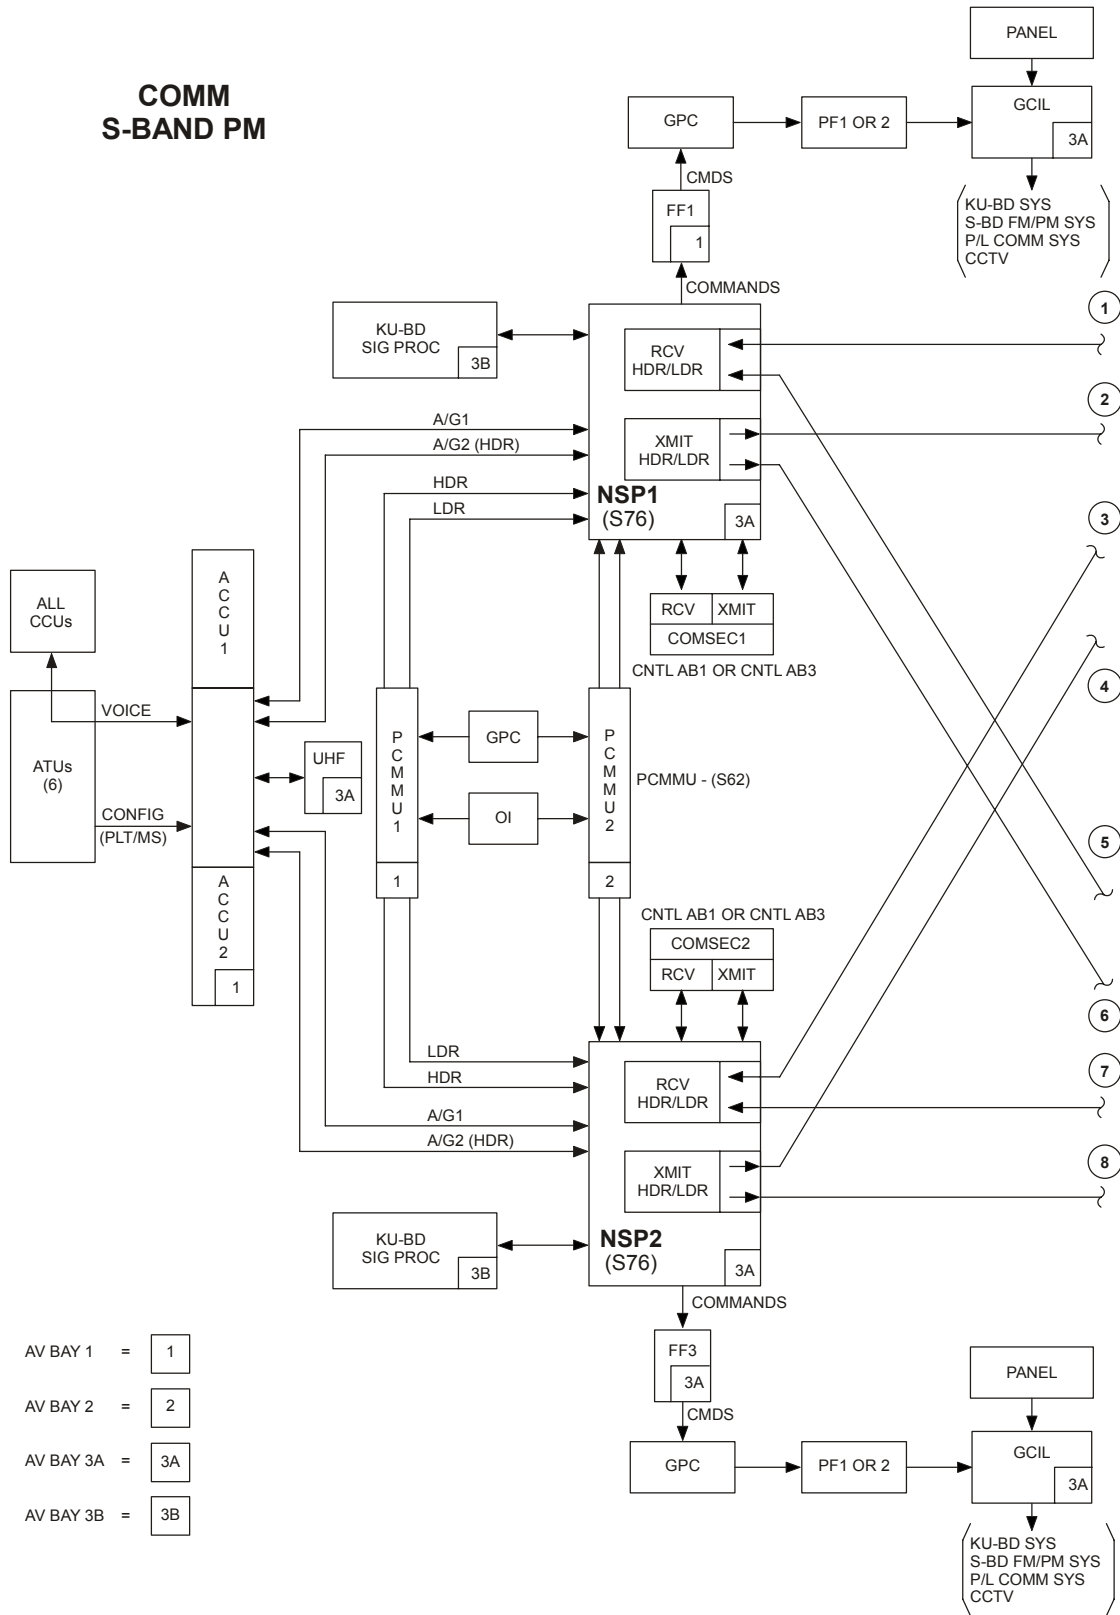 COMM
S-BAND PM
PANEL
GPC
PF1 OR 2
GCIL
3A
CMDS
FF1
1
KU-BD SYS
S-BD FM/PM SYS
P/L COMM SYS
CCTV
COMMANDS
KU-BD
SIG PROC
3B
RCV
HDR/LDR
1
2
A/G1
A/G2 (HDR)
XMIT
HDR/LDR
HDR
LDR
NSP1
(S76)
3A
3
ALL
CCUs
A
C
C
U
1
RCV
XMIT
COMSEC1
CNTL AB1 OR CNTL AB3
4
VOICE
ATUs
(6)
CONFIG
(PLT/MS)
UHF
3A
P
C
M
M
U
1
1
GPC
OI
P
C
M
M
U
2
2
PCMMU - (S62)
5
A
C
C
U
2
1
CNTL AB1 OR CNTL AB3
COMSEC2
RCV
XMIT
6
LDR
HDR
A/G1
A/G2 (HDR)
RCV
HDR/LDR
7
XMIT
HDR/LDR
8
KU-BD
SIG PROC
3B
NSP2
(S76)
3A
COMMANDS
FF3
3A
CMDS
GPC
PF1 OR 2
PANEL
GCIL
3A
KU-BD SYS
S-BD FM/PM SYS
P/L COMM SYS
CCTV
AV BAY 1 = 1
AV BAY 2 = 2
AV BAY 3A = 3A
AV BAY 3B = 3B